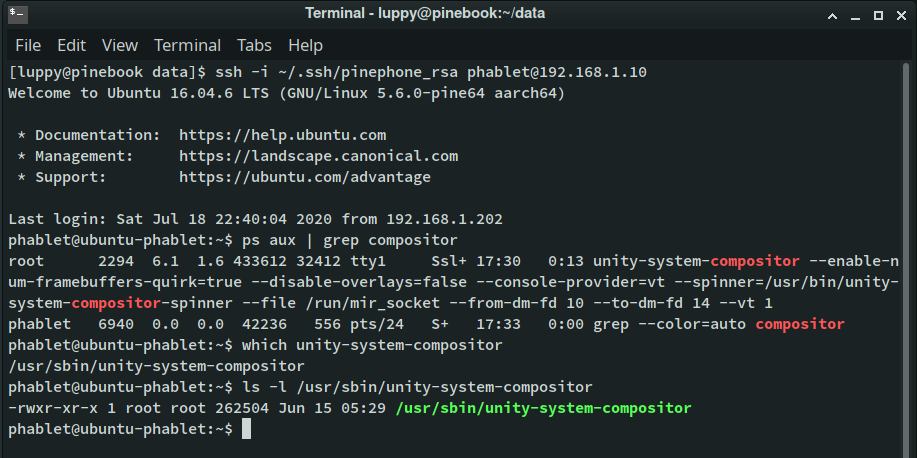 Terminal - luppy@pinebook:~/data
File Edit View Terminal Tabs Help
[luppy@pinebook data]$ ssh -i ~/.ssh/pinephone_rsa phablet@192.168.1.10
Welcome to Ubuntu 16.04.6 LTS (GNU/Linux 5.6.0-pine64 aarch64)
* Documentation:  https://help.ubuntu.com
* Management:     https://landscape.canonical.com
* Support:        https://ubuntu.com/advantage
Last login: Sat Jul 18 22:40:04 2020 from 192.168.1.202
phablet@ubuntu-phablet:~$ ps aux | grep compositor
root      2294  6.1  1.6 433612 32412 tty1     Ssl+ 17:30   0:13 unity-system-compositor --enable-n
um-framebuffers-quirk=true --disable-overlays=false --console-provider=vt --spinner=/usr/bin/unity-
system-compositor-spinner --file /run/mir_socket --from-dm-fd 10 --to-dm-fd 14 --vt 1
phablet   6940  0.0  0.0  42236   556 pts/24   S+   17:33   0:00 grep --color=auto compositor
phablet@ubuntu-phablet:~$ which unity-system-compositor
/usr/sbin/unity-system-compositor
phablet@ubuntu-phablet:~$ ls -l /usr/sbin/unity-system-compositor
-rwxr-xr-x 1 root root 262504 Jun 15 05:29 /usr/sbin/unity-system-compositor
phablet@ubuntu-phablet:~$